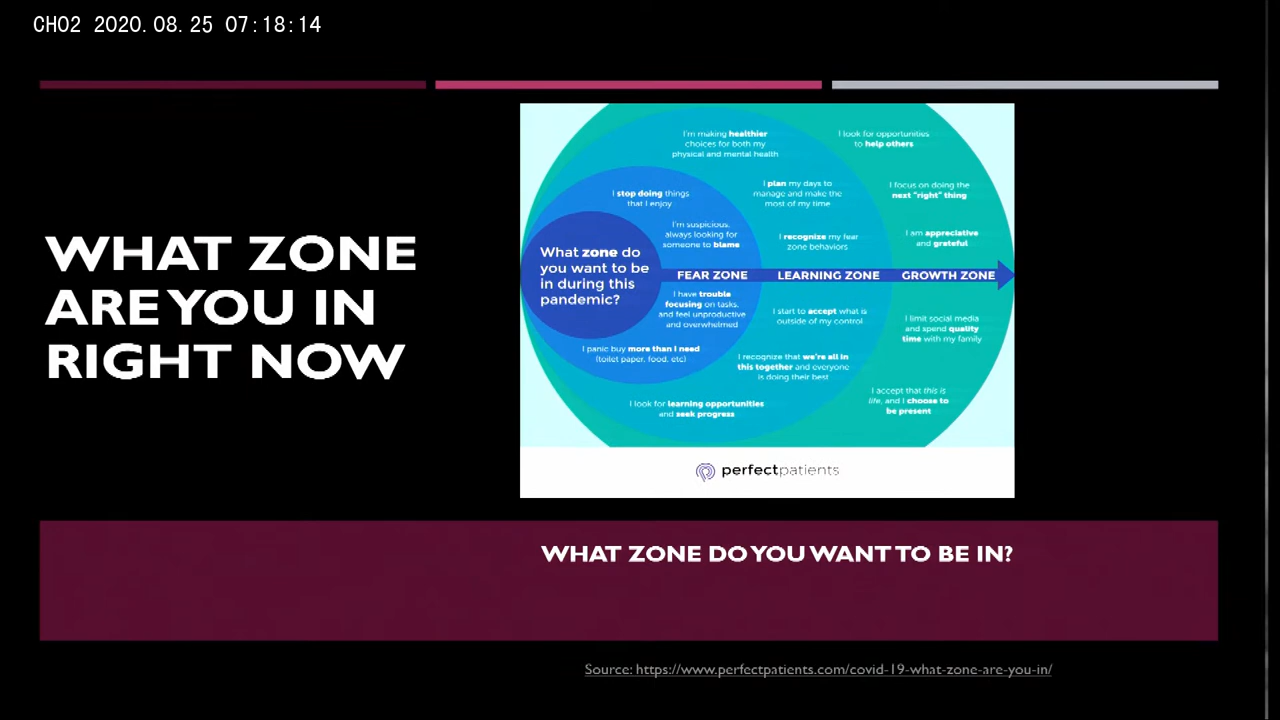 CH02 2020.08.25 07:18:14
WHAT ZONE
ARE YOU IN
RIGHT NOW
I'm making healthier
choices for both my
physical and mental health
I look for opportunities
to help others
I stop doing things
that I enjoy
I plan my days to
manage and make the
most of my time
I focus on doing the
next "right" thing
I'm suspicious,
always looking for
someone to blame
I recognize my fear
zone behaviors
I am appreciative
and grateful
What zone do
you want to be
in during this
pandemic?
FEAR ZONE
LEARNING ZONE
GROWTH ZONE
I have trouble
focusing on tasks,
and feel unproductive
and overwhelmed
I start to accept what is
outside of my control
I limit social media
and spend quality
time with my family
I panic buy more than I need
(toilet paper, food, etc)
I recognize that we're all in
this together and everyone
is doing their best
I look for learning opportunities
and seek progress
I accept that this is
life, and I choose to
be present
perfectpatients
WHAT ZONE DO YOU WANT TO BE IN?
Source: https://www.perfectpatients.com/covid-19-what-zone-are-you-in/